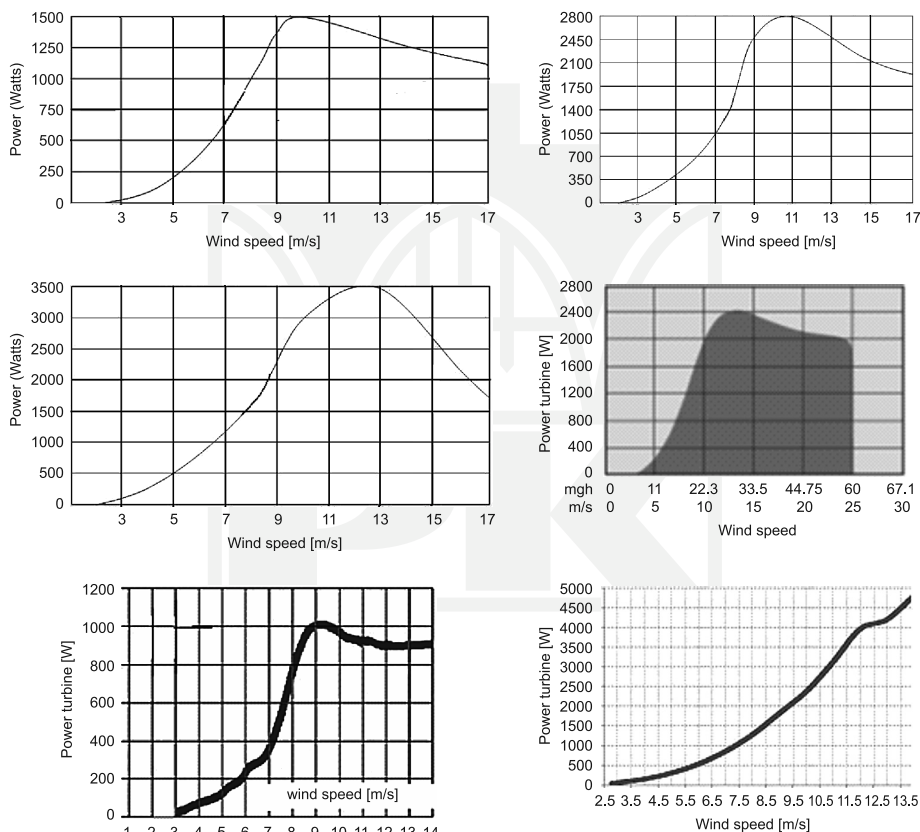 1500
1250
1000
750
500
250
0
Power (Watts)
3 5 7 9 11 13 15 17
Wind speed [m/s]
2800
2450
2100
1750
1400
1050
700
350
0
Power (Watts)
3 5 7 9 11 13 15 17
Wind speed [m/s]
3500
3000
2500
2000
1500
1000
500
0
Power (Watts)
3 5 7 9 11 13 15 17
Wind speed [m/s]
2800
2400
2000
1600
1200
800
400
0
Power turbine [W]
mgh 0 11 22.3 33.5 44.75 60 67.1
m/s 0 5 10 15 20 25 30
Wind speed
1200
1000
800
600
400
200
0
Power turbine [W]
wind speed [m/s]
1 2 3 4 5 6 7 8 9 10 11 12 13 14
5000
4500
4000
3500
3000
2500
2000
1500
1000
500
0
Power turbine [W]
2.5 3.5 4.5 5.5 6.5 7.5 8.5 9.5 10.5 11.5 12.5 13.5
Wind speed [m/s]